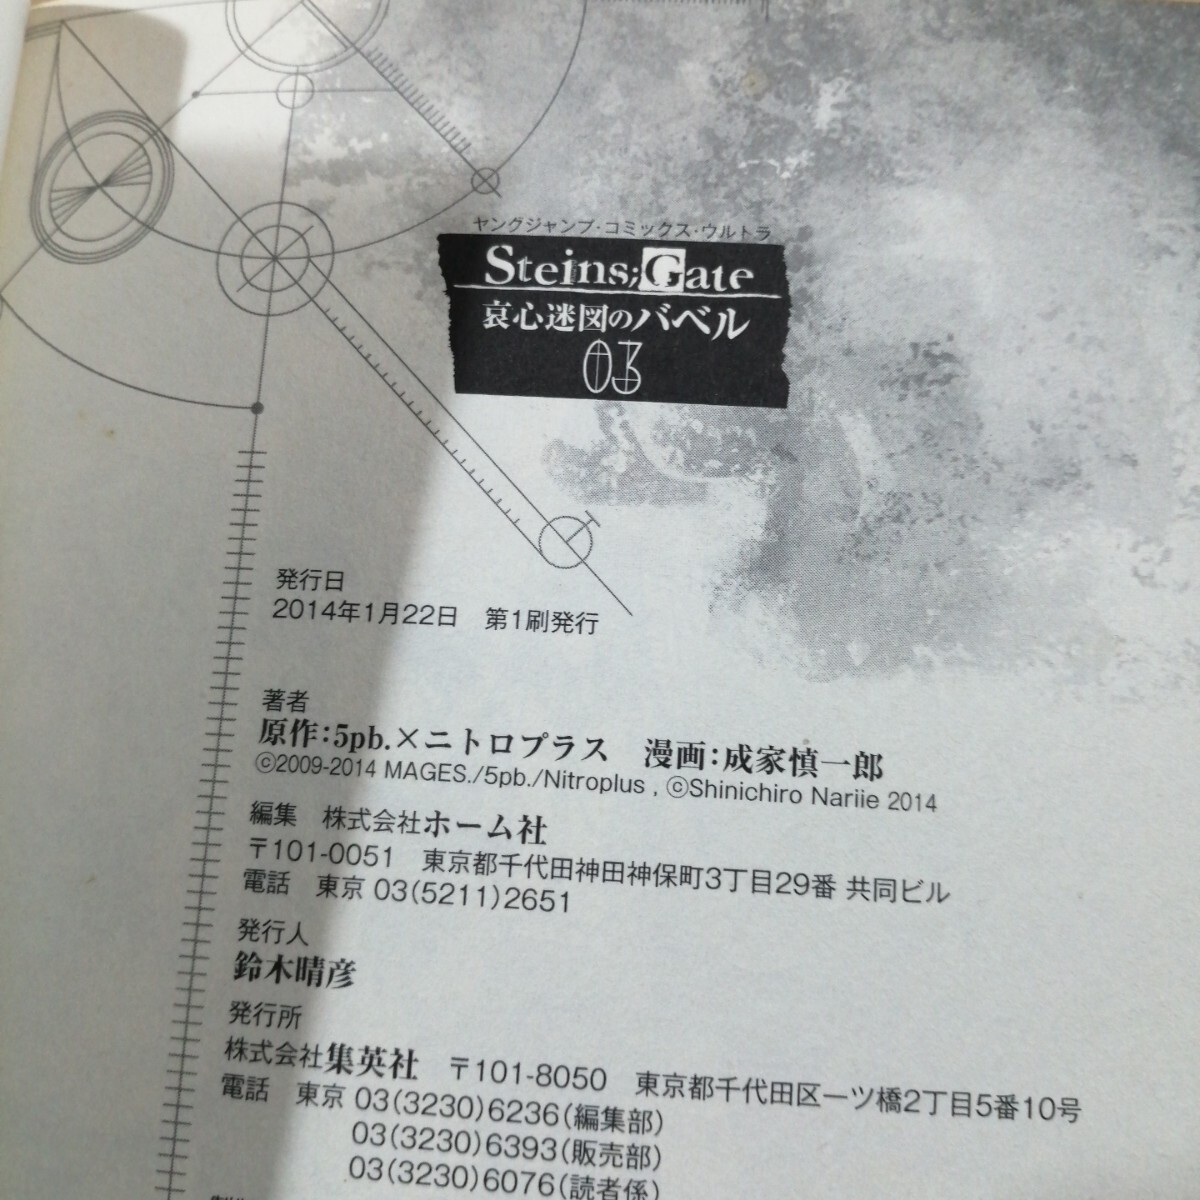 ヤングジャンプ・コミックス・ウルトラ
Steins;Gate
哀心迷図のバベル
03
発行日
2014年1月22日　第1刷発行
著者
原作:5pb.×ニトロプラス　漫画:成家慎一郎
©2009-2014 MAGES./5pb./Nitroplus , ©Shinichiro Nariie 2014
編集　株式会社ホーム社
〒101-0051　東京都千代田神田神保町3丁目29番 共同ビル
電話　東京 03(5211)2651
発行人
鈴木晴彦
発行所
株式会社集英社　〒101-8050　東京都千代田区一ツ橋2丁目5番10号
電話　東京 03(3230)6236(編集部)
03(3230)6393(販売部)
03(3230)6076(読者係)